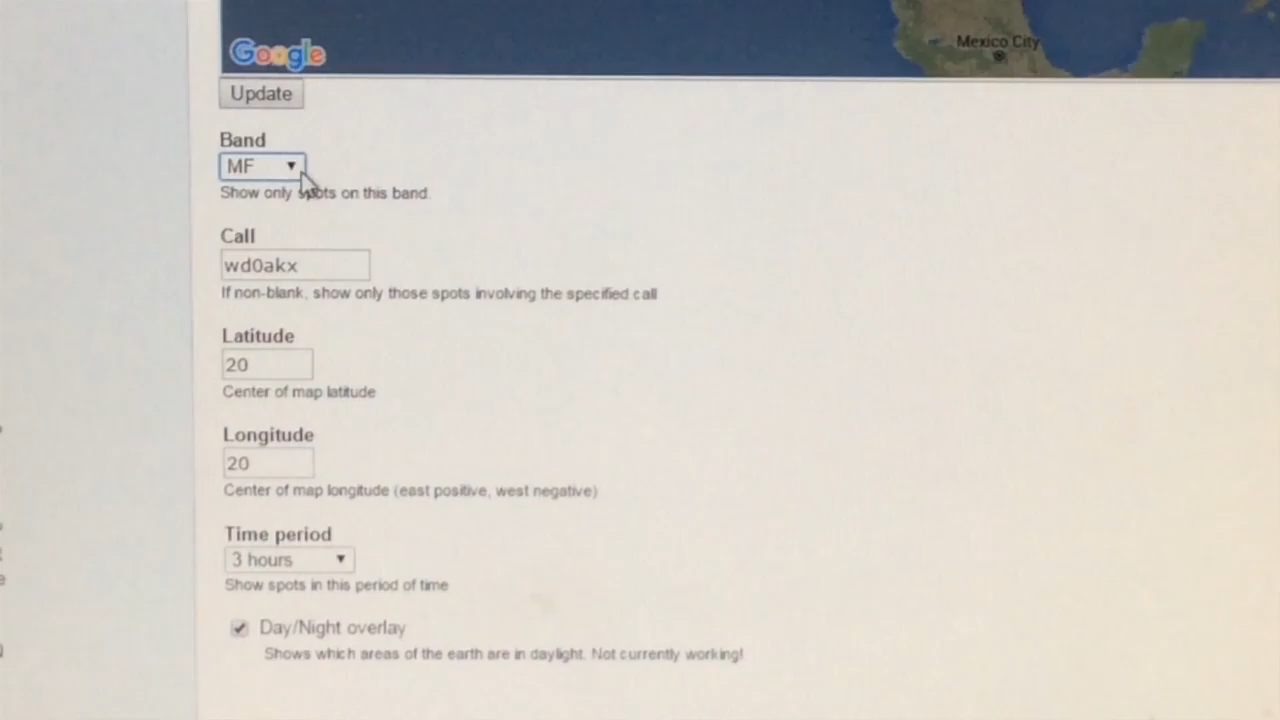 Mexico City
Google
Update
Band
MF
Show only spots on this band.
Call
wd0akx
If non-blank, show only those spots involving the specified call
Latitude
20
Center of map latitude
Longitude
20
Center of map longitude (east positive, west negative)
Time period
3 hours
Show spots in this period of time
Day/Night overlay
Shows which areas of the earth are in daylight. Not currently working!